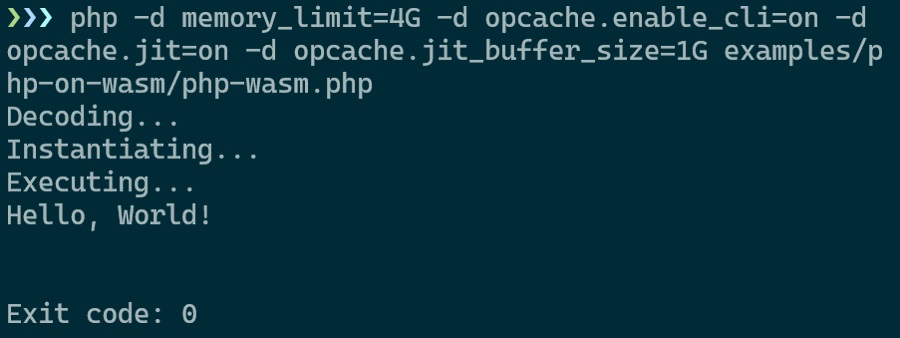 ❯❯❯ php -d memory_limit=4G -d opcache.enable_cli=on -d
opcache.jit=on -d opcache.jit_buffer_size=1G examples/p
hp-on-wasm/php-wasm.php
Decoding...
Instantiating...
Executing...
Hello, World!
Exit code: 0